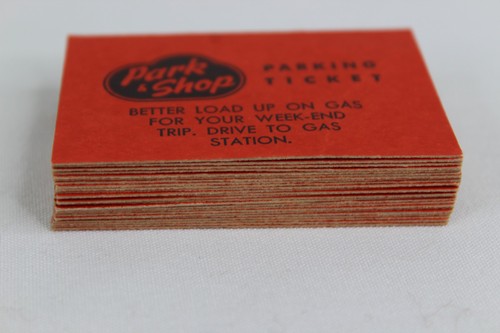 Park & Shop
PARKING
TICKET
BETTER LOAD UP ON GAS
FOR YOUR WEEK-END
TRIP. DRIVE TO GAS
STATION.